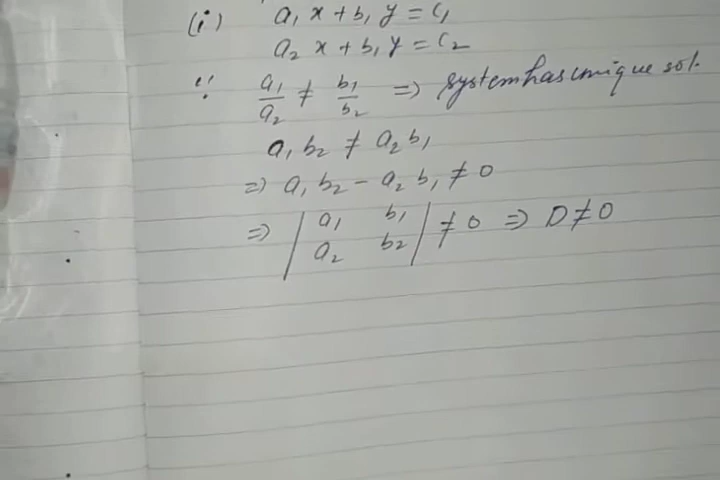 (i) a₁ x + b₁ y = c₁
a₂ x + b₁ y = c₂
∵ a₁/a₂ ≠ b₁/b₂ => system has unique sol.
a₁ b₂ ≠ a₂ b₁
=> a₁ b₂ - a₂ b₁ ≠ 0
=> | a₁ b₁ | ≠ 0 => D ≠ 0
| a₂ b₂ |